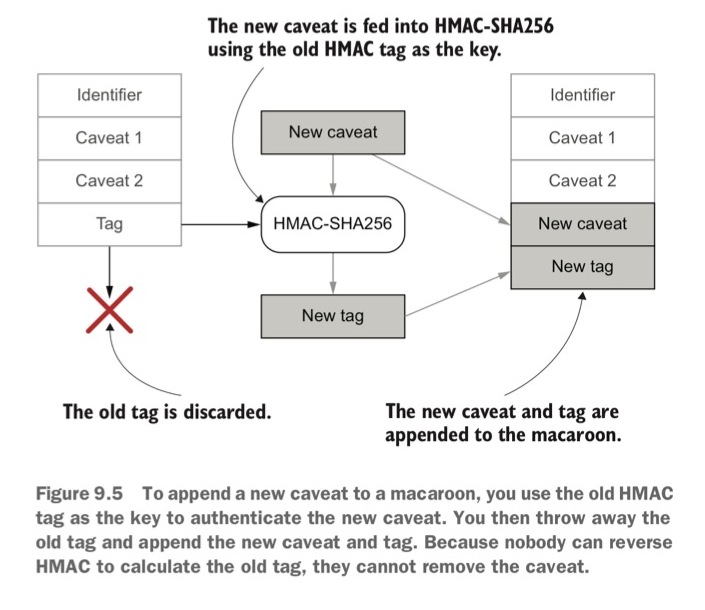 The new caveat is fed into HMAC-SHA256
using the old HMAC tag as the key.
Identifier
Caveat 1
Caveat 2
Tag
New caveat
HMAC-SHA256
New tag
Identifier
Caveat 1
Caveat 2
New caveat
New tag
The old tag is discarded.
The new caveat and tag are
appended to the macaroon.
Figure 9.5 To append a new caveat to a macaroon, you use the old HMAC
tag as the key to authenticate the new caveat. You then throw away the
old tag and append the new caveat and tag. Because nobody can reverse
HMAC to calculate the old tag, they cannot remove the caveat.